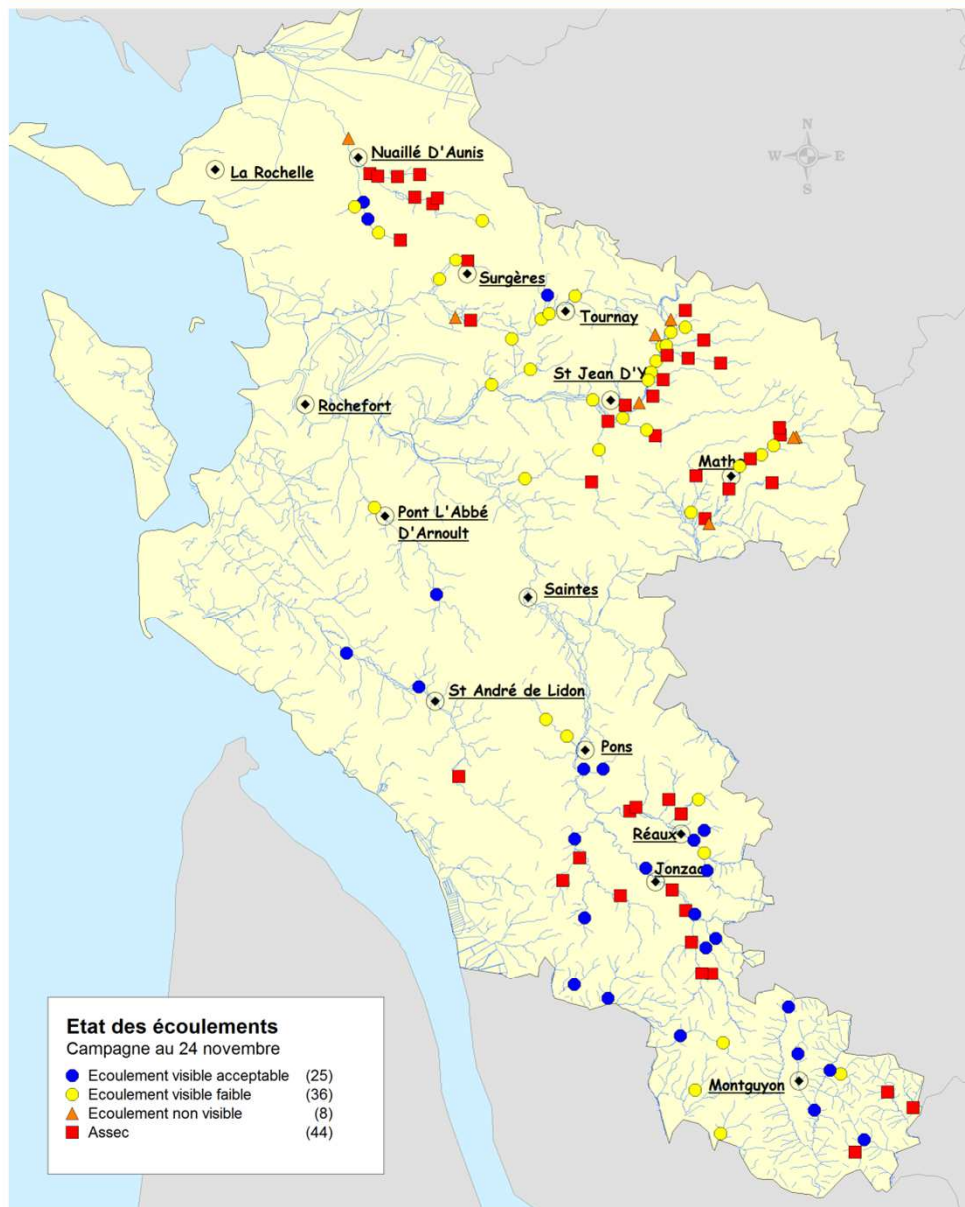 N
W E
S
Nuaillé D'Aunis
La Rochelle
Surgères
Tournay
St Jean D'Y
Rochefort
Matha
Pont L'Abbé
D'Arnoult
Saintes
St André de Lidon
Pons
Réaux
Jonzac
Montguyon
Etat des écoulements
Campagne au 24 novembre
Ecoulement visible acceptable (25)
Ecoulement visible faible (36)
Ecoulement non visible (8)
Assec (44)